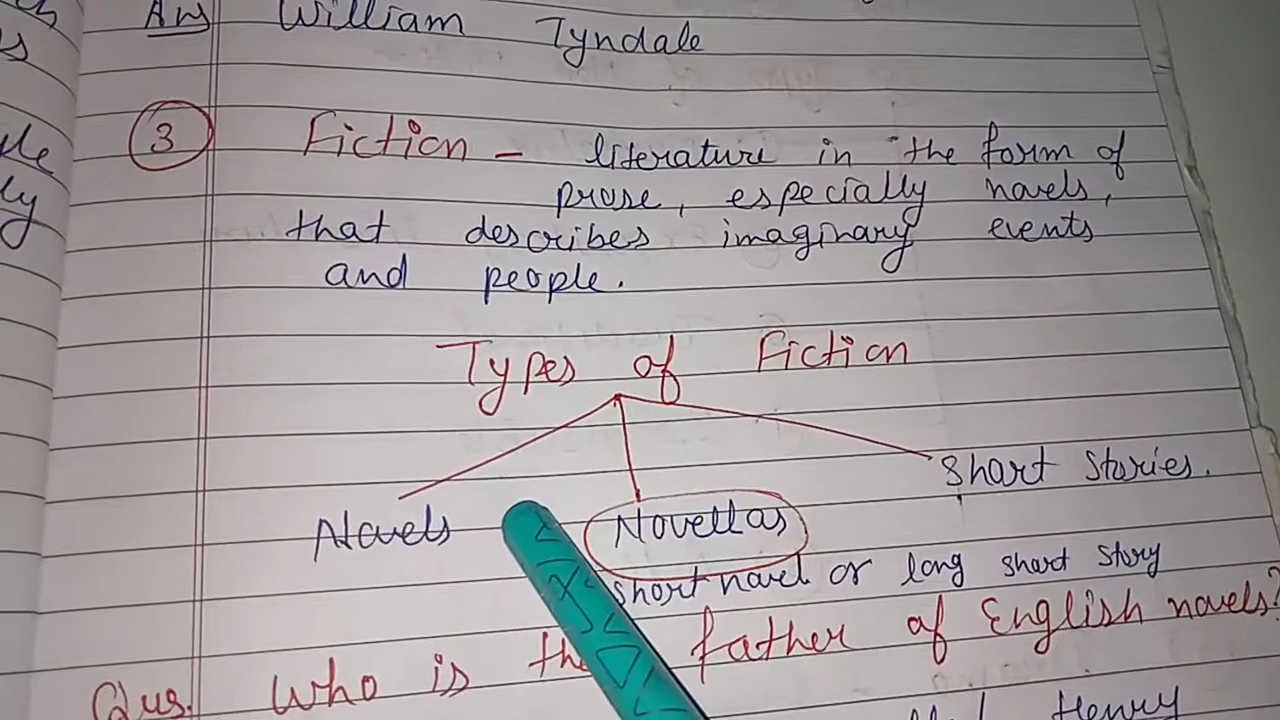 Ans William Tyndale
3 Fiction - literature in the form of
prose, especially novels,
that describes imaginary events
and people.
Types of Fiction
Novels Novellas Short Stories.
short novel or long short story
Qus. Who is the father of English novels?
Henry